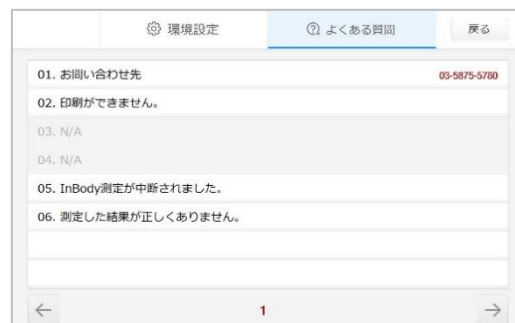 環境設定
よくある質問
戻る
01. お問い合わせ先 03-5875-5780
02. 印刷ができません。
03. N/A
04. N/A
05. InBody測定が中断されました。
06. 測定した結果が正しくありません。
1